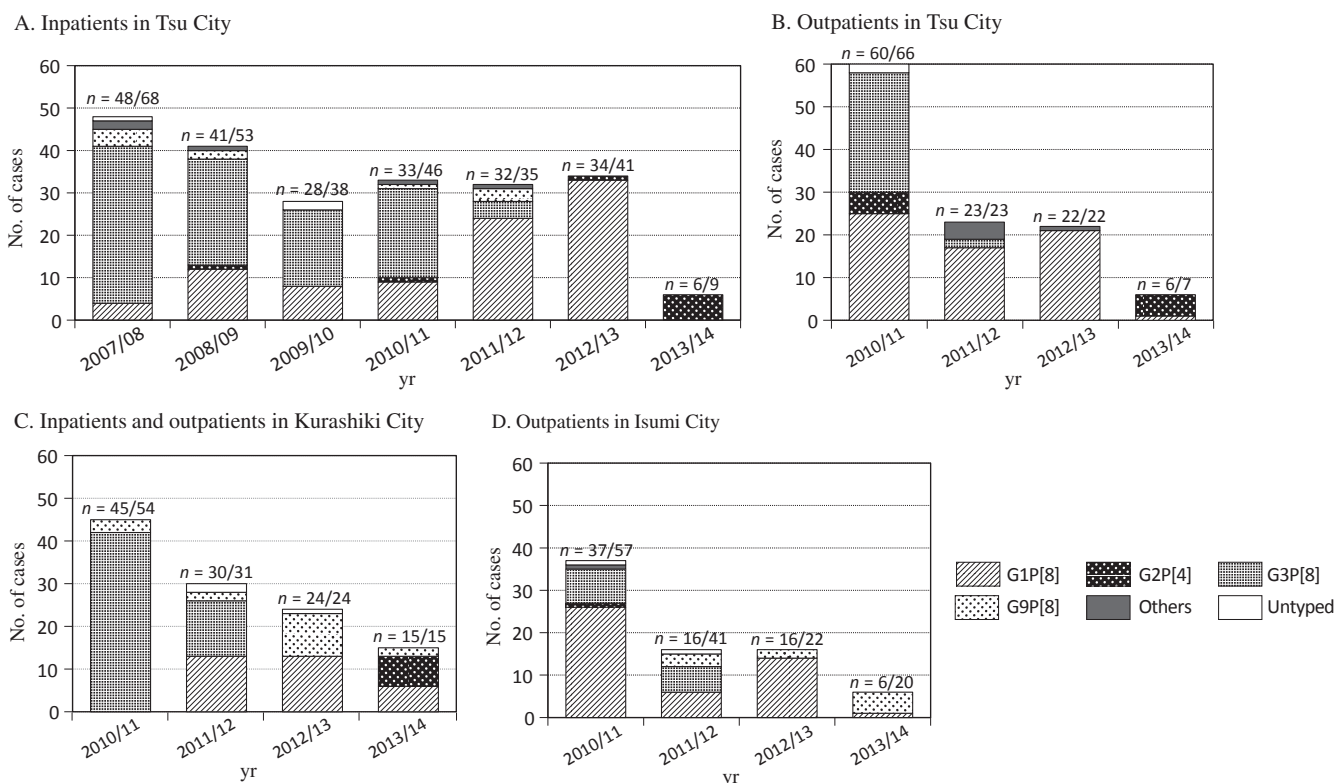 A. Inpatients in Tsu City
No. of cases
60
50
40
30
20
10
0
n = 48/68
n = 41/53
n = 28/38
n = 33/46
n = 32/35
n = 34/41
n = 6/9
2007/08
2008/09
2009/10
2010/11
2011/12
2012/13
2013/14
yr
B. Outpatients in Tsu City
No. of cases
60
50
40
30
20
10
0
n = 60/66
n = 23/23
n = 22/22
n = 6/7
2010/11
2011/12
2012/13
2013/14
yr
C. Inpatients and outpatients in Kurashiki City
No. of cases
60
50
40
30
20
10
0
n = 45/54
n = 30/31
n = 24/24
n = 15/15
2010/11
2011/12
2012/13
2013/14
yr
D. Outpatients in Isumi City
No. of cases
60
50
40
30
20
10
0
n = 37/57
n = 16/41
n = 16/22
n = 6/20
2010/11
2011/12
2012/13
2013/14
yr
G1P[8] G2P[4] G3P[8]
G9P[8] Others Untyped